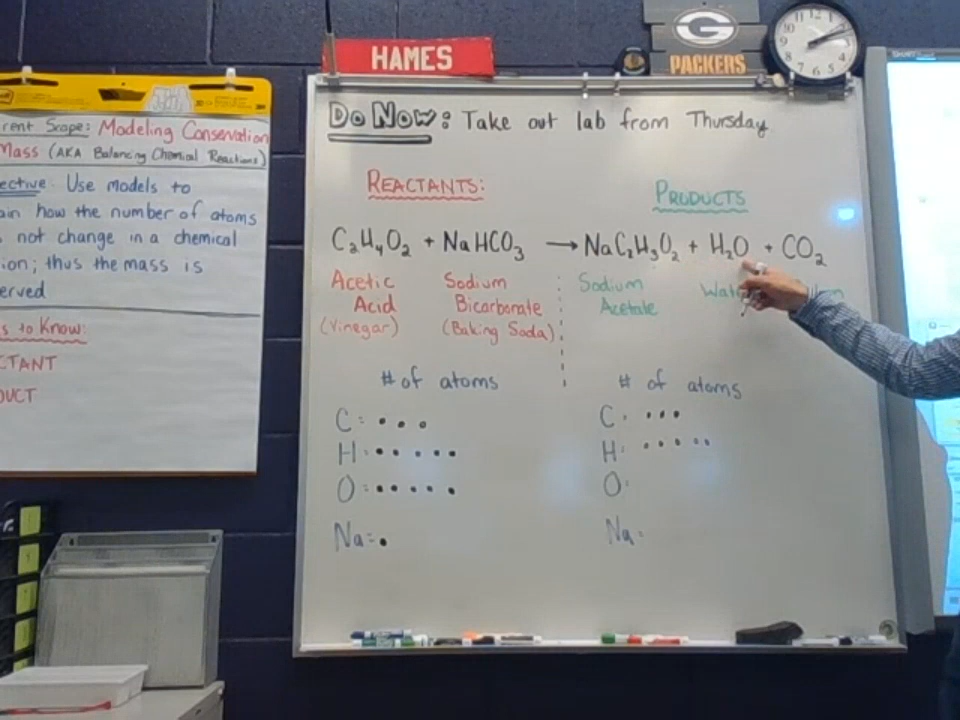 HAMES
G
PACKERS
Do Now: Take out lab from Thursday
REACTANTS:
PRODUCTS
C₂H₄O₂ + NaHCO₃ → NaC₂H₃O₂ + H₂O + CO₂
Acetic Acid (Vinegar)
Sodium Bicarbonate (Baking Soda)
Sodium Acetate
# of atoms
C = • • •
H = • • • • •
O = • • • • •
Na = •
# of atoms
C: • • •
H: • • • • •
O:
Na =
rent Scope: Modeling Conservation
Mass (AKA Balancing Chemical Reactions)
ective: Use models to
ain how the number of atoms
not change in a chemical
ion; thus the mass is
erved
s to Know:
CTANT
DUCT